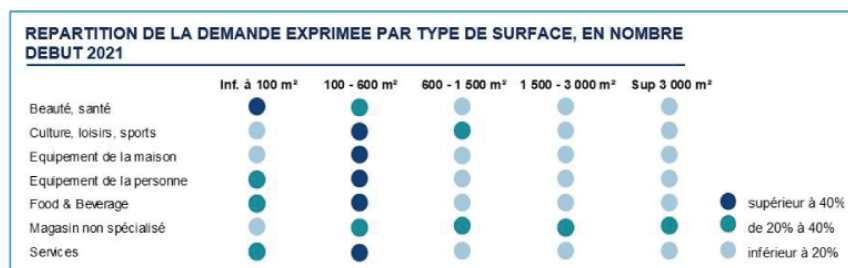 REPARTITION DE LA DEMANDE EXPRIMEE PAR TYPE DE SURFACE, EN NOMBRE
DEBUT 2021
Inf. à 100 m² 100 - 600 m² 600 - 1 500 m² 1 500 - 3 000 m² Sup 3 000 m²
Beauté, santé
Culture, loisirs, sports
Equipement de la maison
Equipement de la personne
Food & Beverage
Magasin non spécialisé
Services
supérieur à 40%
de 20% à 40%
inférieur à 20%